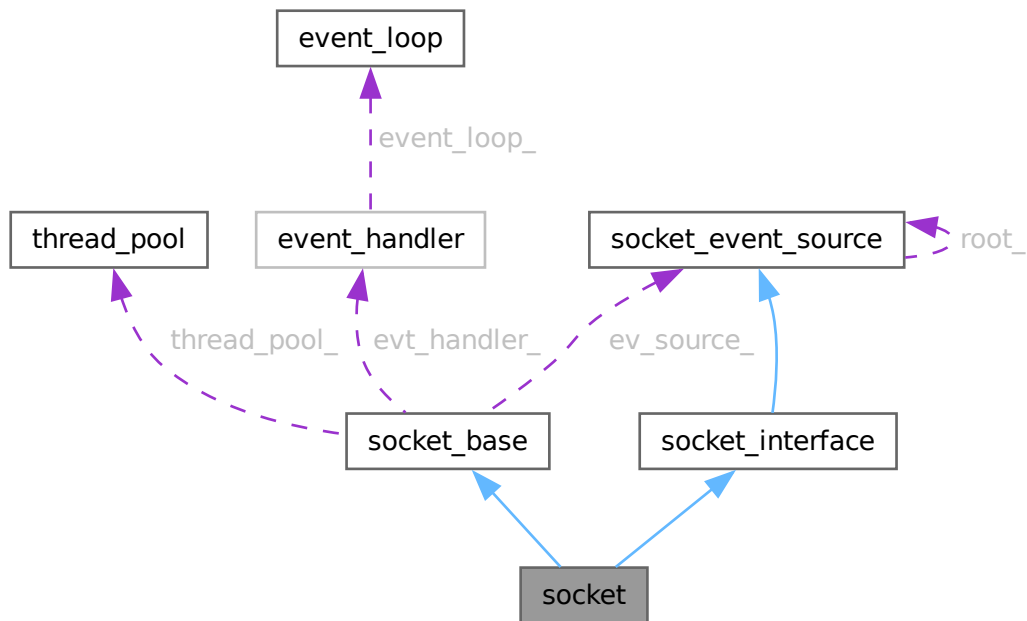 event_loop
event_loop_
thread_pool
event_handler
socket_event_source
root_
thread_pool_
evt_handler_
ev_source_
socket_base
socket_interface
socket